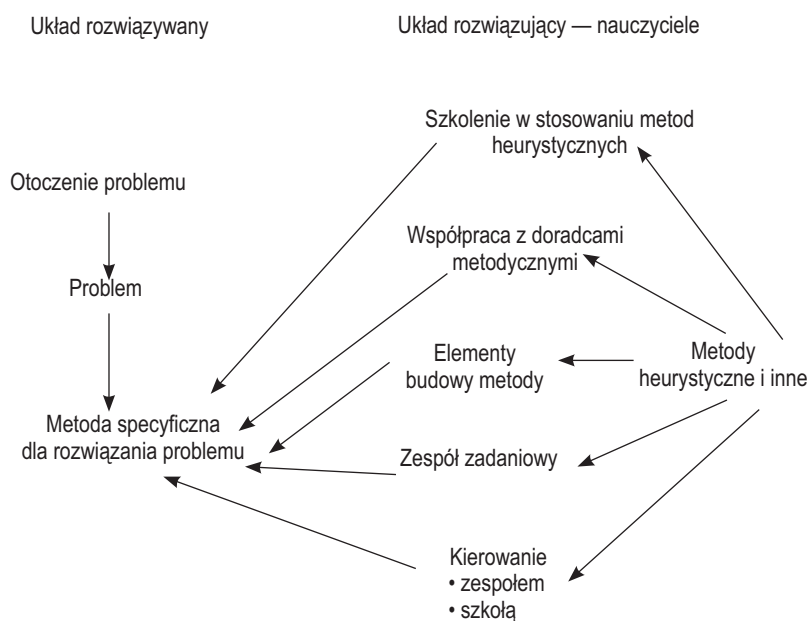 Układ rozwiązywany
Układ rozwiązujący — nauczyciele
Szkolenie w stosowaniu metod
heurystycznych
Otoczenie problemu
Współpraca z doradcami
metodycznymi
Problem
Elementy
budowy metody
Metody
heurystyczne i inne
Metoda specyficzna
dla rozwiązania problemu
Zespół zadaniowy
Kierowanie
• zespołem
• szkołą